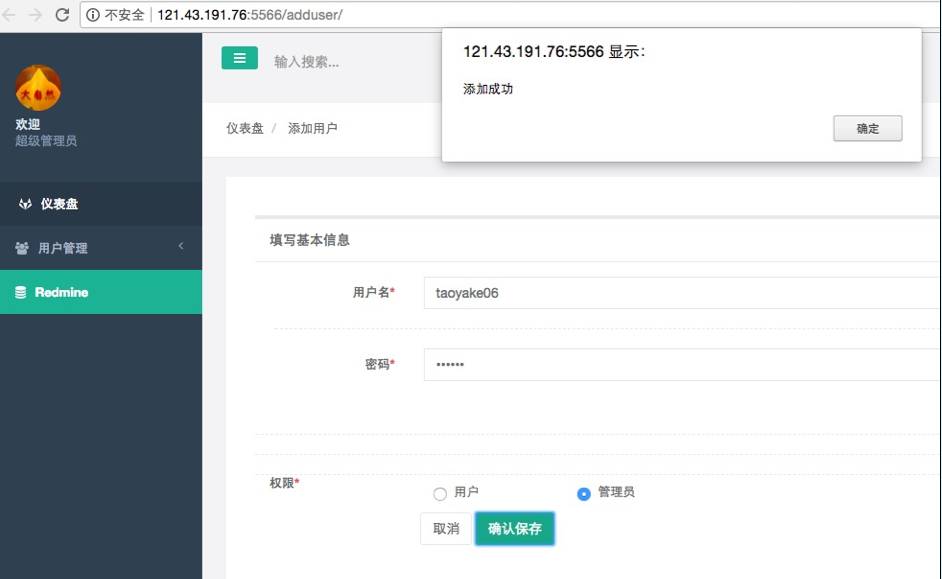 不安全 121.43.191.76:5566/adduser/
121.43.191.76:5566 显示：
添加成功
确定
大自然
欢迎
超级管理员
输入搜索...
仪表盘 / 添加用户
仪表盘
用户管理
Redmine
填写基本信息
用户名*
taoyake06
密码*
••••••
权限*
用户
管理员
取消
确认保存